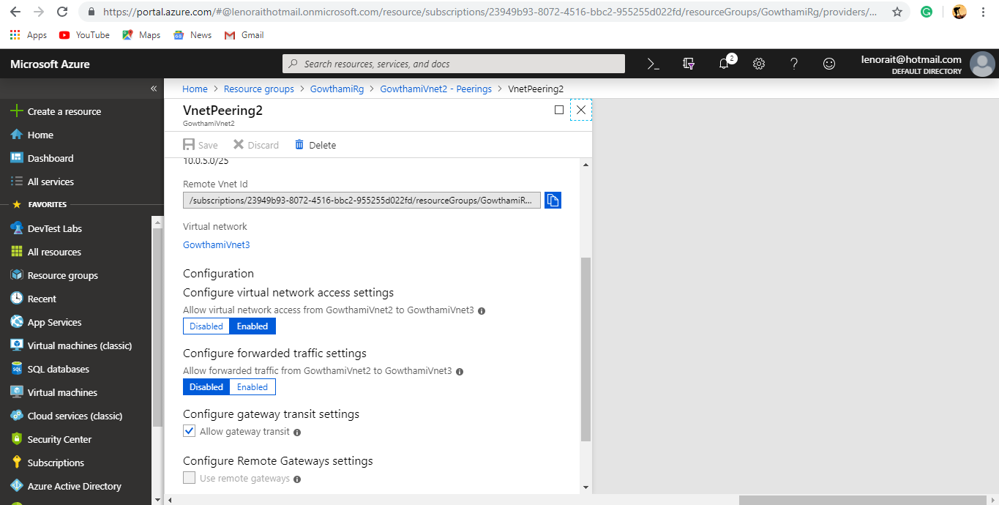 https://portal.azure.com/#@lenoraithotmail.onmicrosoft.com/resource/subscriptions/23949b93-8072-4516-bbc2-955255d022fd/resourceGroups/GowthamiRg/providers/...
Apps YouTube Maps News Gmail
Microsoft Azure
Search resources, services, and docs
2
lenorait@hotmail.com
DEFAULT DIRECTORY
Create a resource
Home
Dashboard
All services
FAVORITES
DevTest Labs
All resources
Resource groups
Recent
App Services
Virtual machines (classic)
SQL databases
Virtual machines
Cloud services (classic)
Security Center
Subscriptions
Azure Active Directory
Home > Resource groups > GowthamiRg > GowthamiVnet2 - Peerings > VnetPeering2
VnetPeering2
GowthamiVnet2
Save Discard Delete
10.0.5.0/25
Remote Vnet Id
/subscriptions/23949b93-8072-4516-bbc2-955255d022fd/resourceGroups/GowthamiR...
Virtual network
GowthamiVnet3
Configuration
Configure virtual network access settings
Allow virtual network access from GowthamiVnet2 to GowthamiVnet3
Disabled Enabled
Configure forwarded traffic settings
Allow forwarded traffic from GowthamiVnet2 to GowthamiVnet3
Disabled Enabled
Configure gateway transit settings
Allow gateway transit
Configure Remote Gateways settings
Use remote gateways